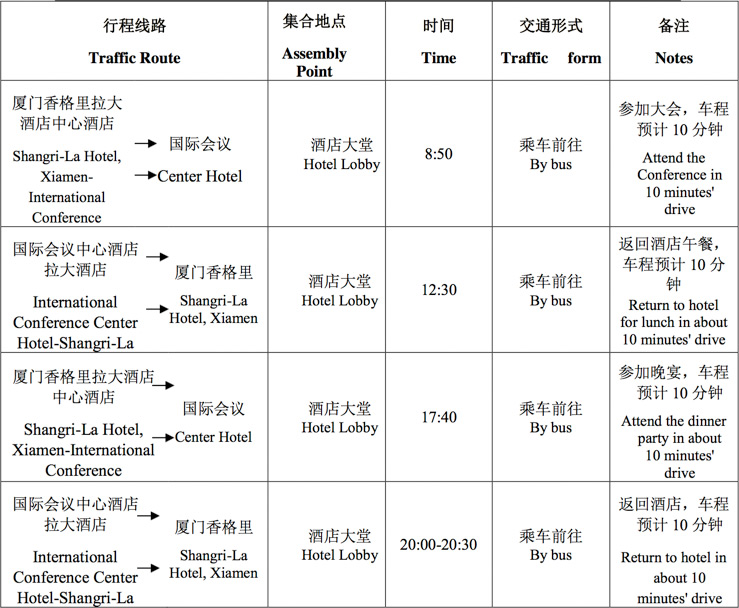 行程线路
Traffic Route
集合地点
Assembly
Point
时间
Time
交通形式
Traffic form
备注
Notes
厦门香格里拉大
酒店中心酒店
国际会议
Shangri-La Hotel,
Xiamen-
International
Conference
Center Hotel
酒店大堂
Hotel Lobby
8:50
乘车前往
By bus
参加大会，车程
预计 10 分钟
Attend the
Conference in
10 minutes'
drive
国际会议中心酒店
拉大酒店
厦门香格里
International
Conference Center
Hotel-Shangri-La
Shangri-La
Hotel, Xiamen
酒店大堂
Hotel Lobby
12:30
乘车前往
By bus
返回酒店午餐，
车程预计 10 分
钟
Return to hotel
for lunch in about
10 minutes' drive
厦门香格里拉大酒店
中心酒店
国际会议
Shangri-La Hotel,
Xiamen-International
Conference
Center Hotel
酒店大堂
Hotel Lobby
17:40
乘车前往
By bus
参加晚宴，车程
预计 10 分钟
Attend the dinner
party in about
10 minutes'
drive
国际会议中心酒店
拉大酒店
厦门香格里
International
Conference Center
Hotel-Shangri-La
Shangri-La
Hotel, Xiamen
酒店大堂
Hotel Lobby
20:00-20:30
乘车前往
By bus
返回酒店，车程
预计 10 分钟
Return to hotel in
about 10
minutes' drive